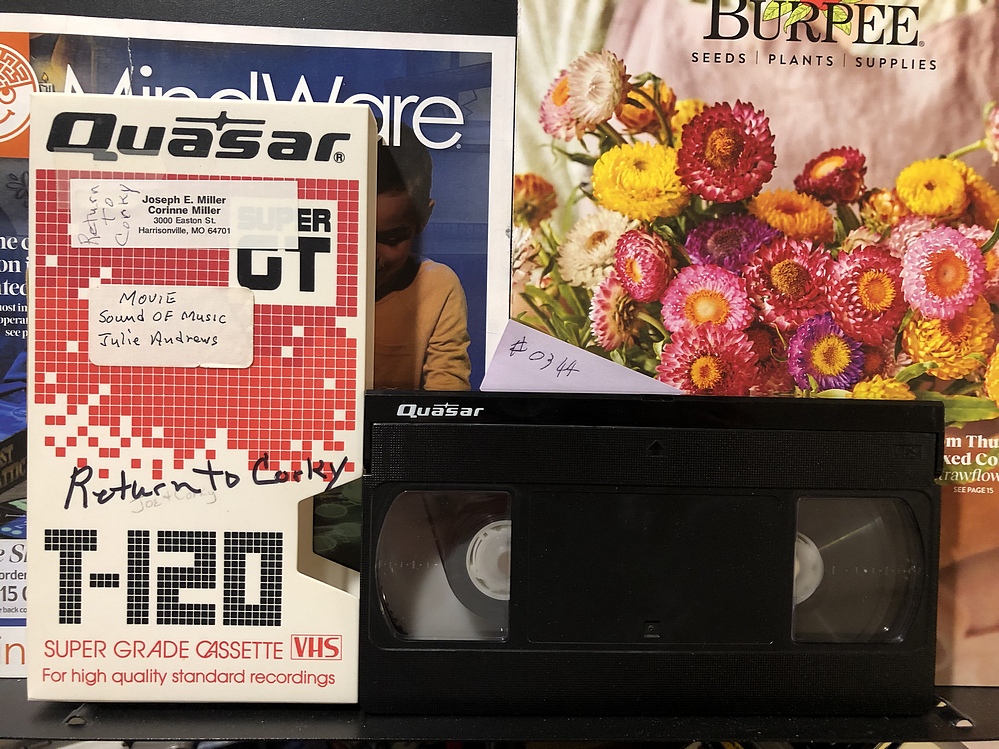 MindWare®
BURPEE®
SEEDS | PLANTS | SUPPLIES
Quasar®
Return
To
Corky
Joseph E. Miller
Corinne Miller
3000 Easton St.
Harrisonville, MO 64701
SUPER
GT
MOVIE
Sound OF Music
Julie Andrews
#0344
Return to Corky
Joe & Corky
T-120
SUPER GRADE CASSETTE VHS
For high quality standard recordings
Quasar
SEE PAGE 15